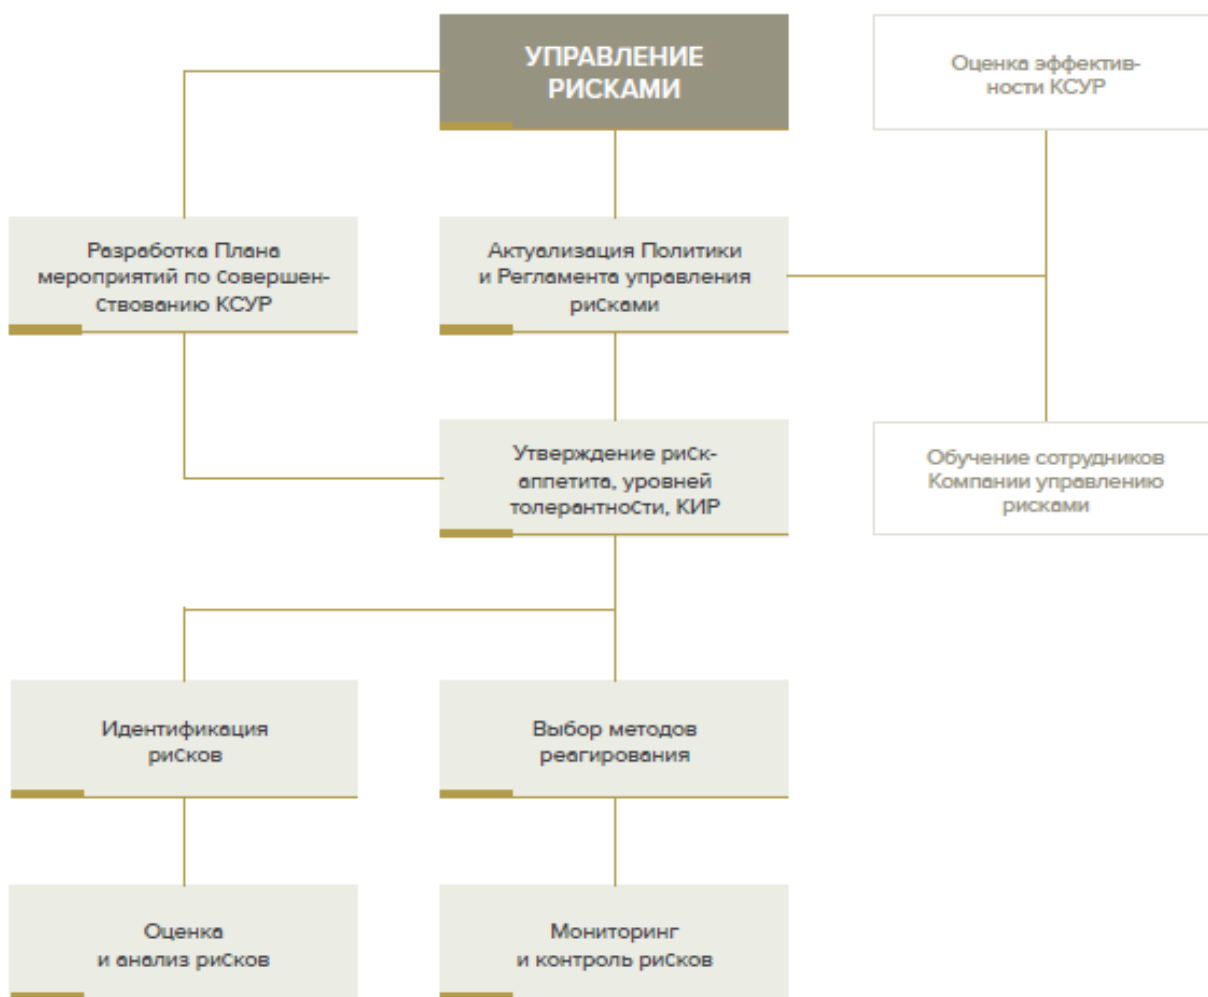 УПРАВЛЕНИЕ
РИСКАМИ
Оценка эффектив-
ности КСУР
Разработка Плана
мероприятий по совершен-
ствованию КСУР
Актуализация Политики
и Регламента управления
рисками
Утверждение риск-
аппетита, уровней
толерантности, КИР
Обучение сотрудников
Компании управлению
рисками
Идентификация
рисков
Выбор методов
реагирования
Оценка
и анализ рисков
Мониторинг
и контроль рисков